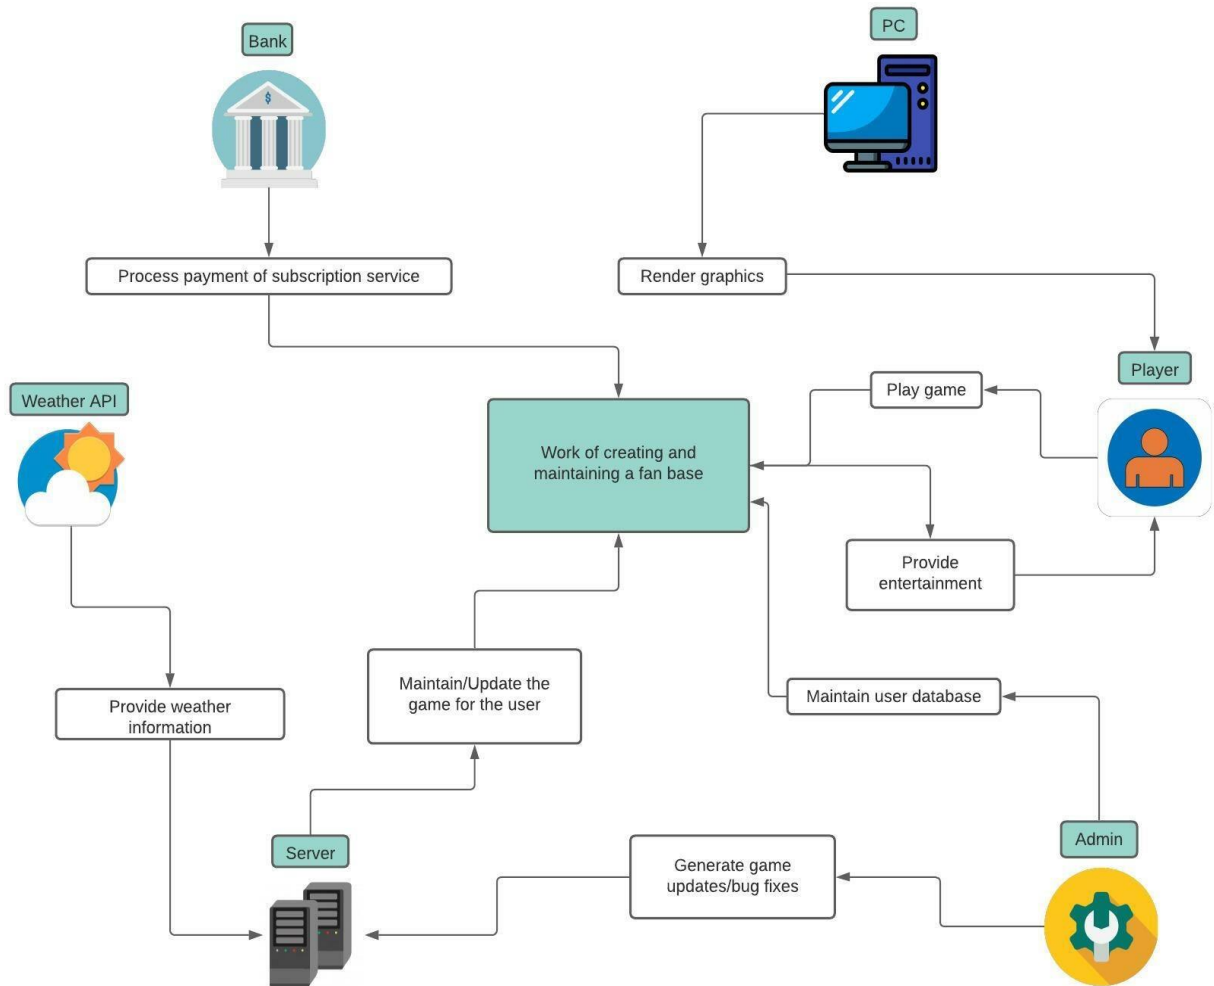 Bank
PC
$
Process payment of subscription service
Render graphics
Player
Weather API
Play game
Work of creating and
maintaining a fan base
Provide
entertainment
Maintain/Update the
game for the user
Maintain user database
Provide weather
information
Server
Generate game
updates/bug fixes
Admin